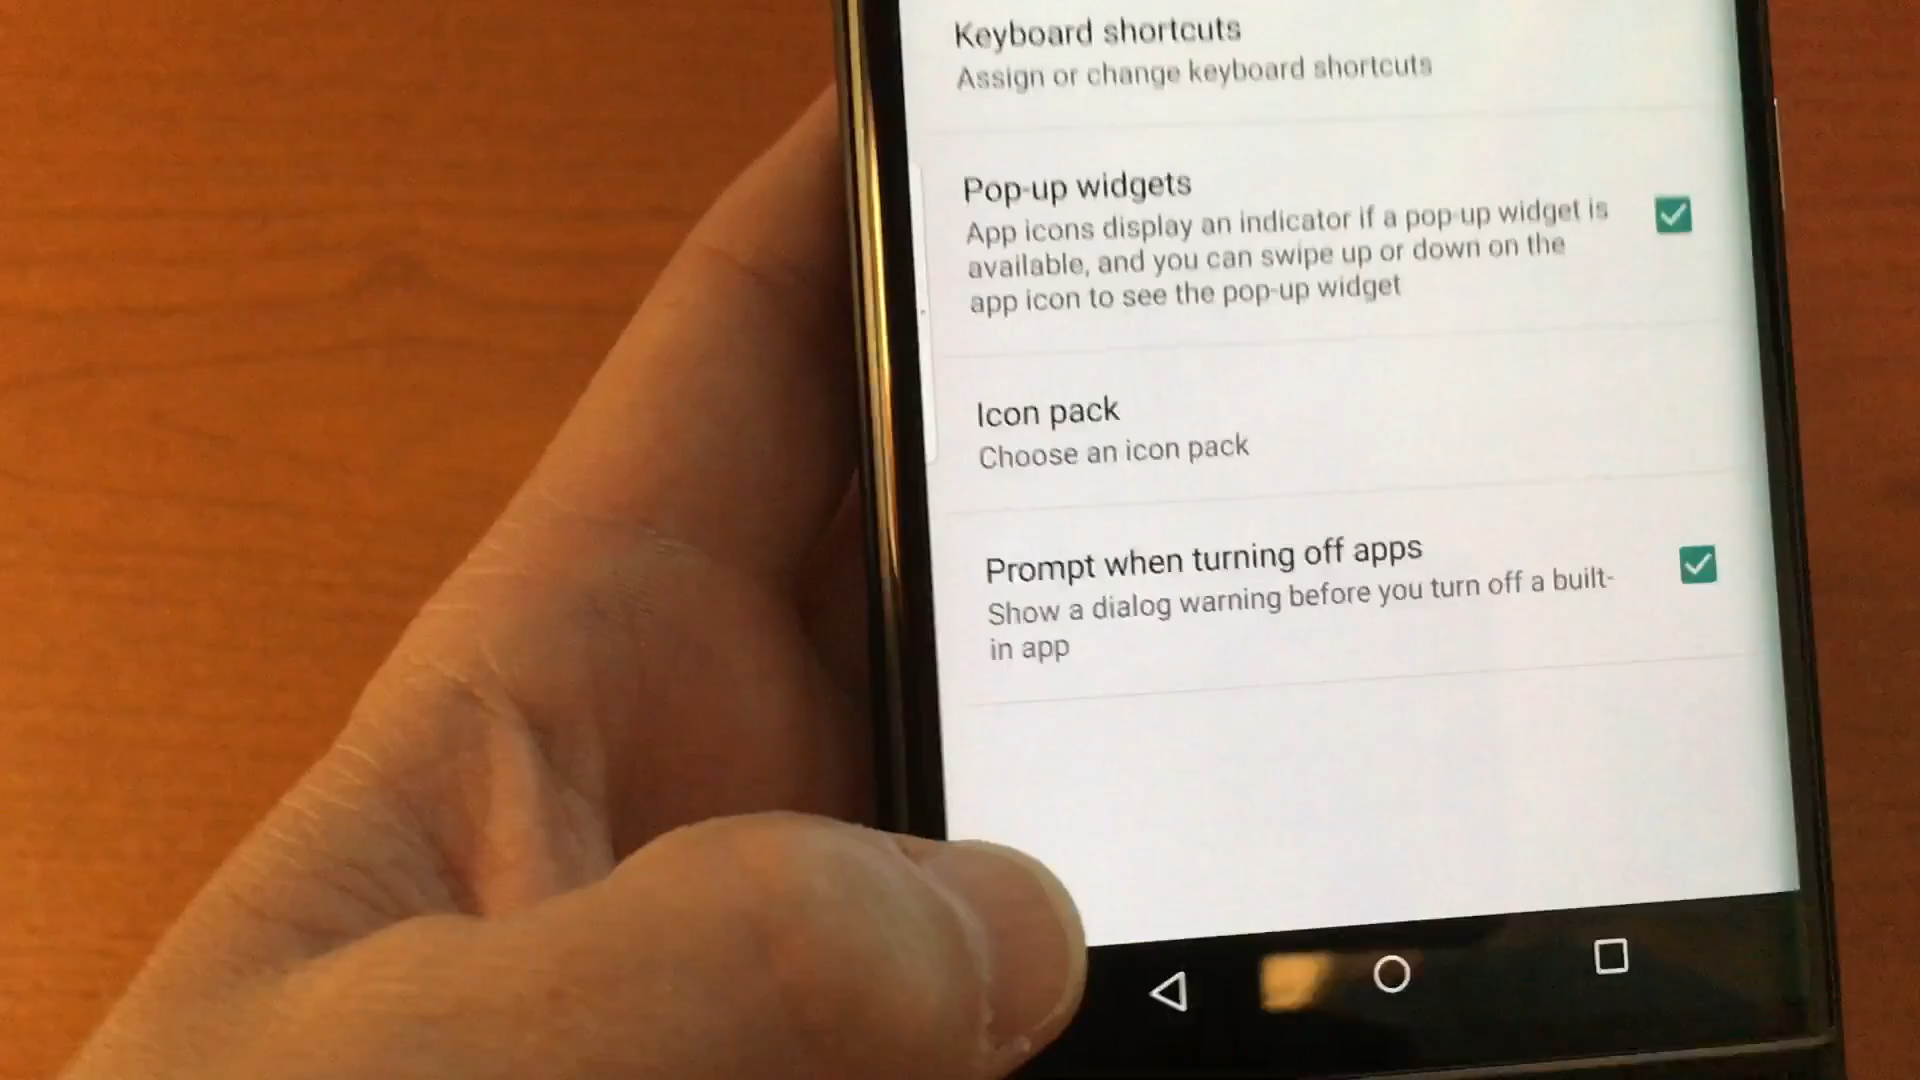 Keyboard shortcuts
Assign or change keyboard shortcuts
Pop-up widgets
App icons display an indicator if a pop-up widget is
available, and you can swipe up or down on the
app icon to see the pop-up widget
Icon pack
Choose an icon pack
Prompt when turning off apps
Show a dialog warning before you turn off a built-
in app